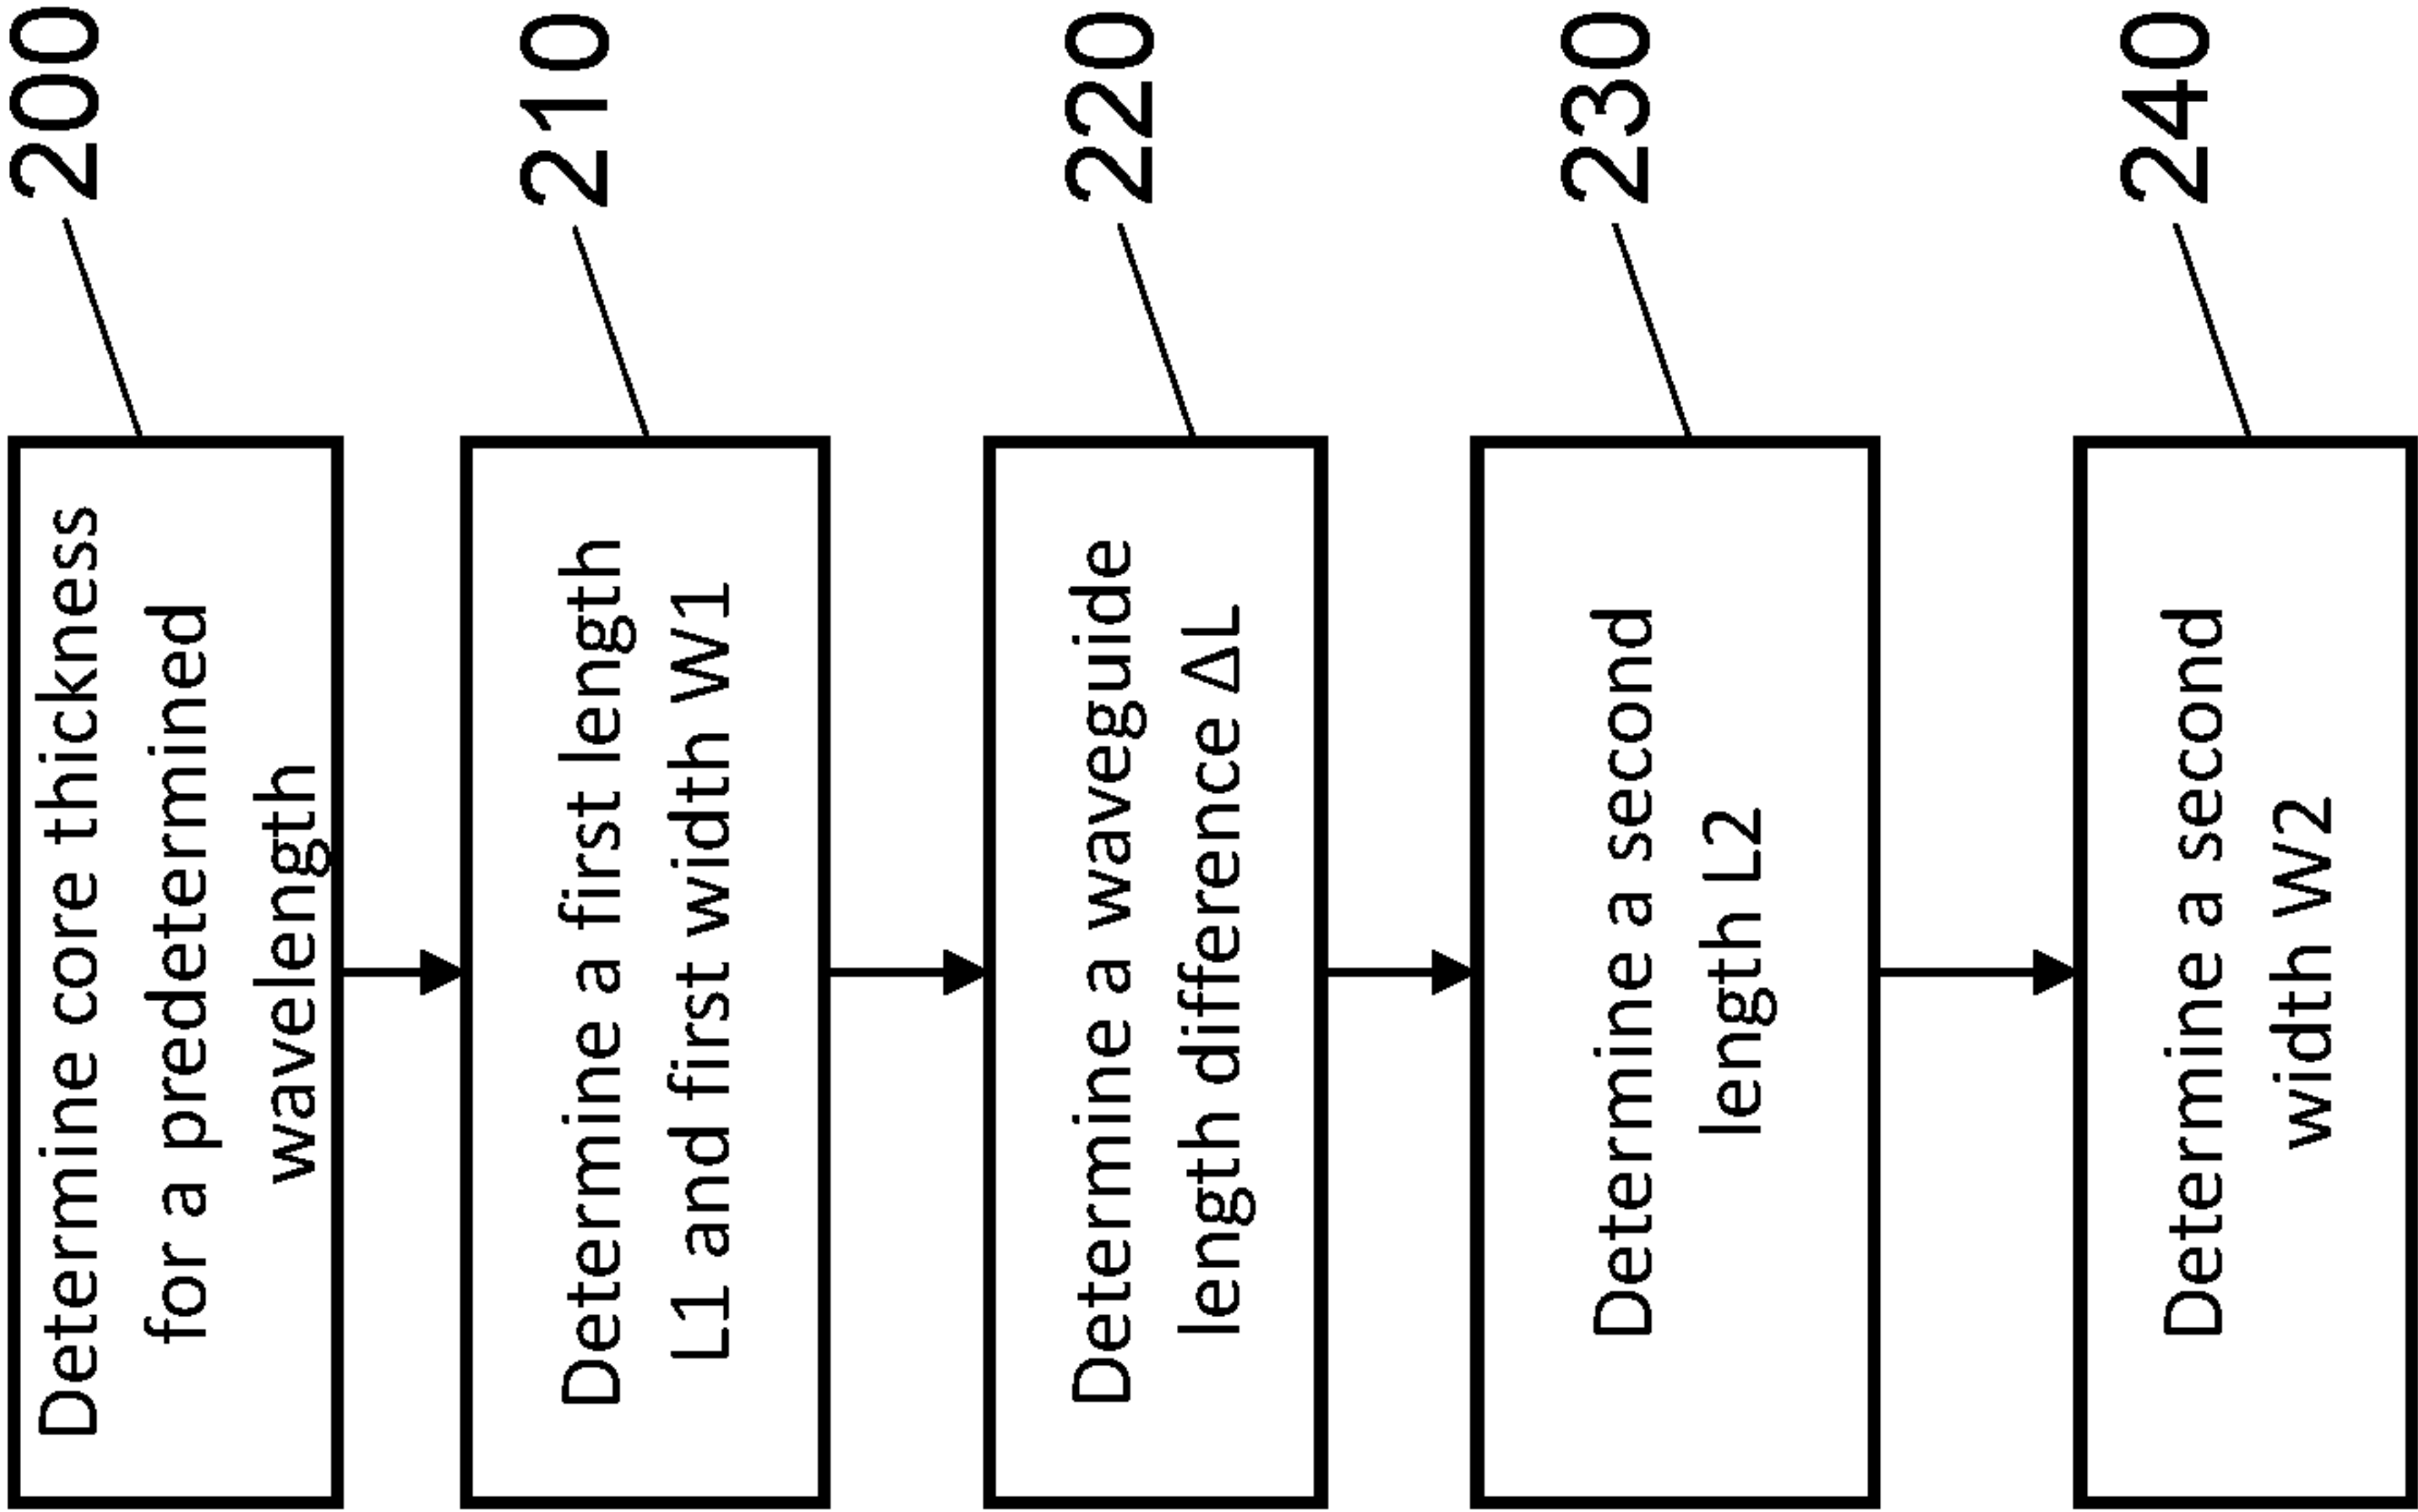 Determine core thickness
for a predetermined
wavelength
200
Determine a first length
L1 and first width W1
210
Determine a waveguide
length difference ΔL
220
Determine a second
length L2
230
Determine a second
width W2
240